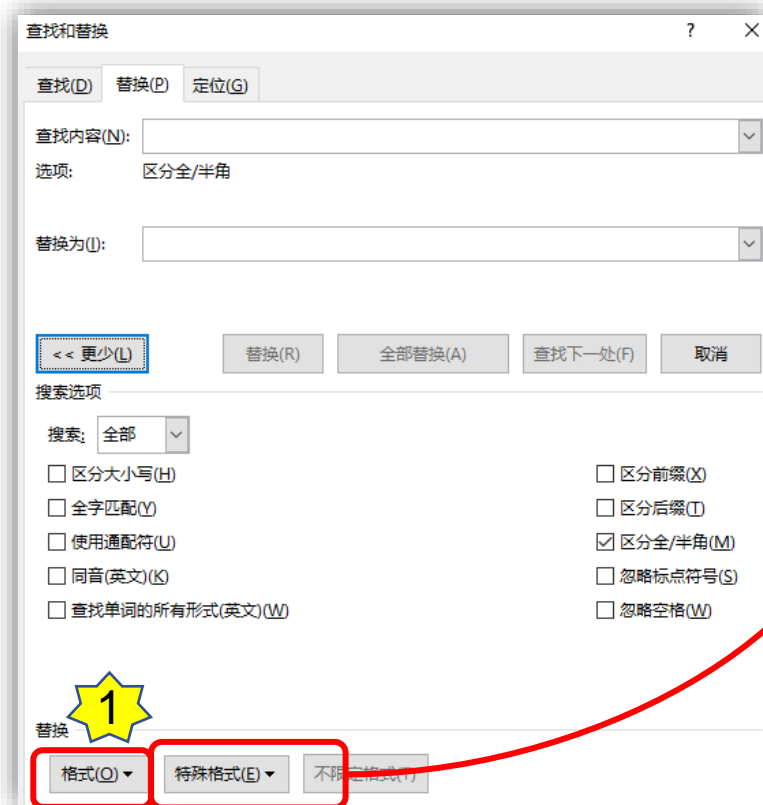 查找和替换 ? ×
查找(D) 替换(P) 定位(G)
查找内容(N):
选项: 区分全/半角
替换为(I):
<< 更少(L) 替换(R) 全部替换(A) 查找下一处(F) 取消
搜索选项
搜索: 全部
区分大小写(H) 区分前缀(X)
全字匹配(Y) 区分后缀(T)
使用通配符(U) 区分全/半角(M)
同音(英文)(K) 忽略标点符号(S)
查找单词的所有形式(英文)(W) 忽略空格(W)
1
替换
格式(O) 特殊格式(E) 不限定格式(T)